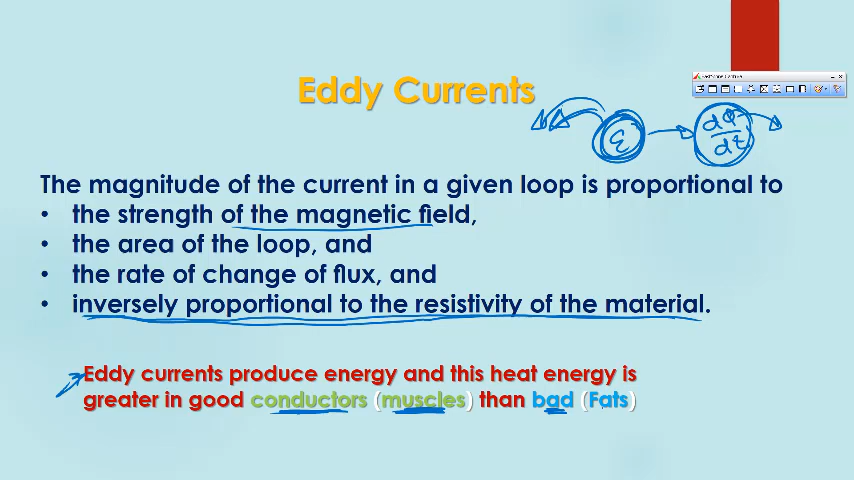 Eddy Currents
ε
dΦ
dt
The magnitude of the current in a given loop is proportional to
• the strength of the magnetic field,
• the area of the loop, and
• the rate of change of flux, and
• inversely proportional to the resistivity of the material.
Eddy currents produce energy and this heat energy is
greater in good conductors (muscles) than bad (Fats)